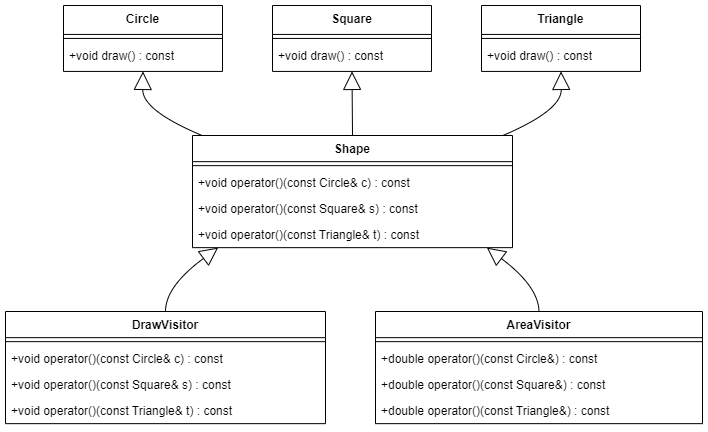 Circle
+void draw() : const
Square
+void draw() : const
Triangle
+void draw() : const
Shape
+void operator()(const Circle& c) : const
+void operator()(const Square& s) : const
+void operator()(const Triangle& t) : const
DrawVisitor
+void operator()(const Circle& c) : const
+void operator()(const Square& s) : const
+void operator()(const Triangle& t) : const
AreaVisitor
+double operator()(const Circle&) : const
+double operator()(const Square&) : const
+double operator()(const Triangle&) : const